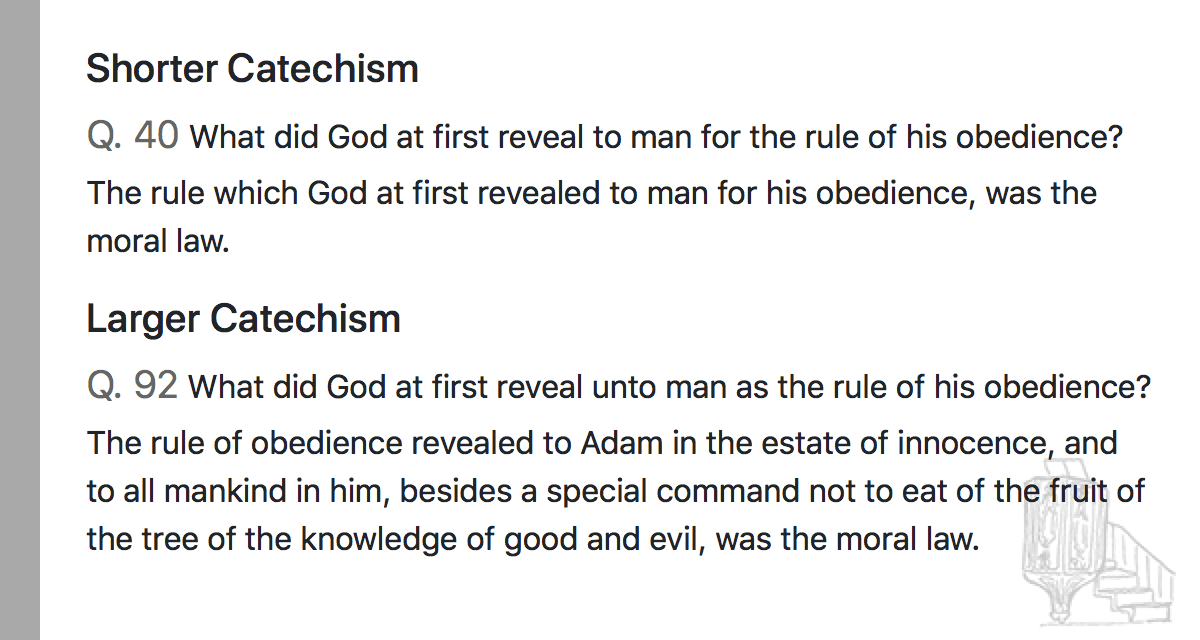 Shorter Catechism
Q. 40 What did God at first reveal to man for the rule of his obedience?
The rule which God at first revealed to man for his obedience, was the
moral law.
Larger Catechism
Q. 92 What did God at first reveal unto man as the rule of his obedience?
The rule of obedience revealed to Adam in the estate of innocence, and
to all mankind in him, besides a special command not to eat of the fruit of
the tree of the knowledge of good and evil, was the moral law.